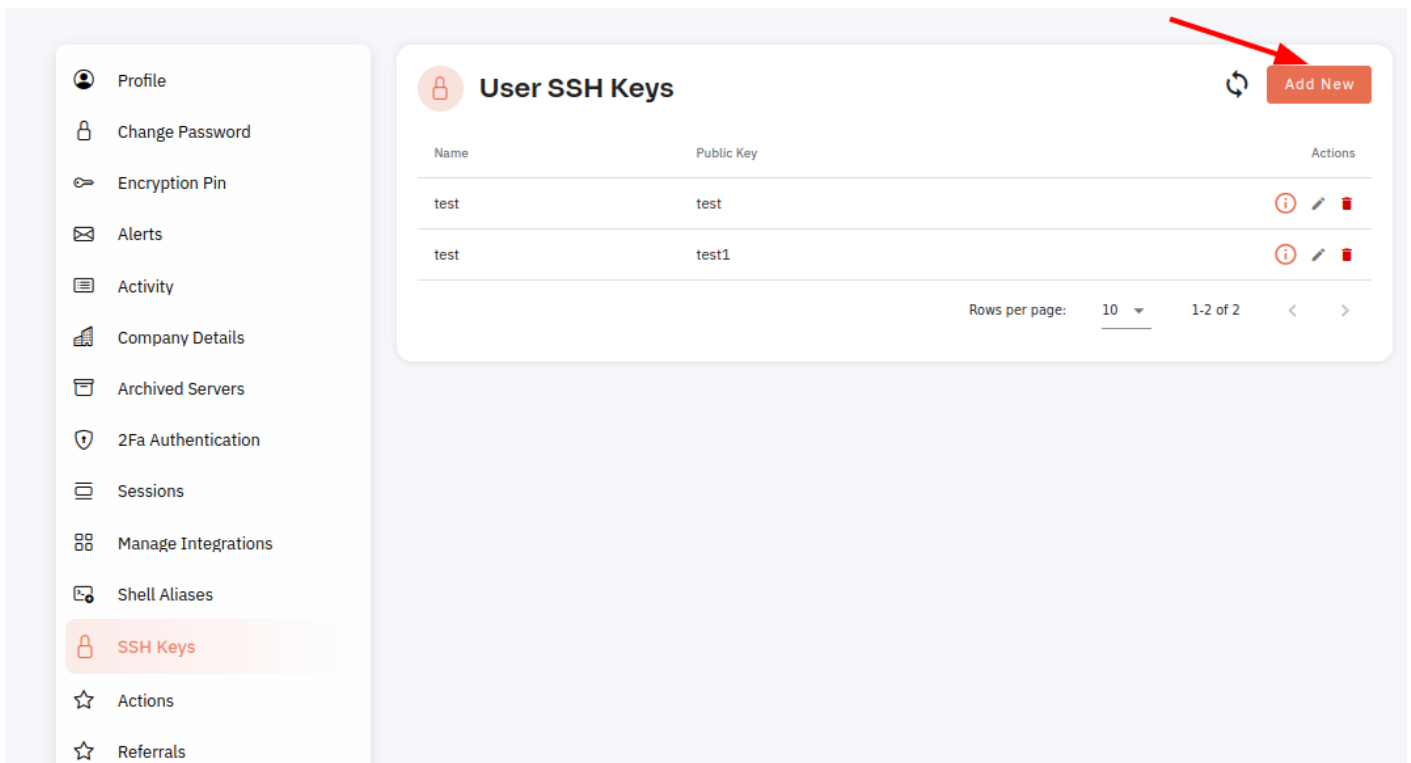 Profile
Change Password
Encryption Pin
Alerts
Activity
Company Details
Archived Servers
2Fa Authentication
Sessions
Manage Integrations
Shell Aliases
SSH Keys
Actions
Referrals
User SSH Keys
Add New
Name Public Key Actions
test test
test test1
Rows per page: 10 1-2 of 2